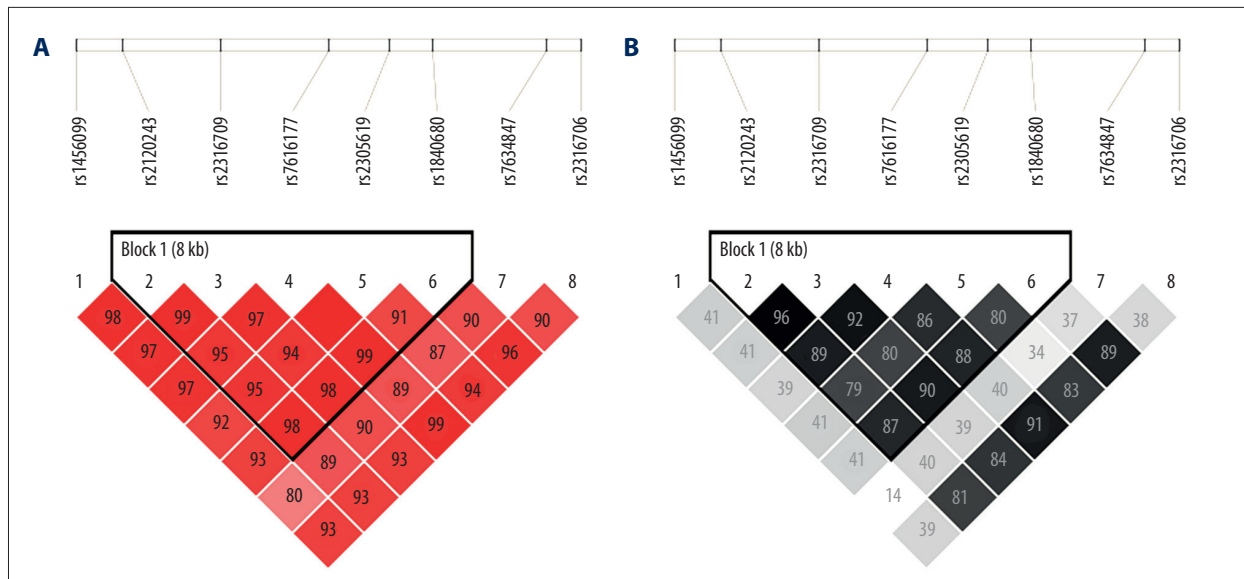 A
rs1456099 rs2120243 rs2316709 rs7616177 rs2305619 rs1840680 rs7634847 rs2316706
Block 1 (8 kb)
1 2 3 4 5 6 7 8
98 99 97 91 90 90
97 95 94 99 87 96
97 95 98 89 94
92 98 90 99
93 89 93
80 93
93
B
rs1456099 rs2120243 rs2316709 rs7616177 rs2305619 rs1840680 rs7634847 rs2316706
Block 1 (8 kb)
1 2 3 4 5 6 7 8
41 96 92 86 80 37 38
41 89 80 88 34 89
39 79 90 40 83
41 87 39 91
41 40 84
14 81
39